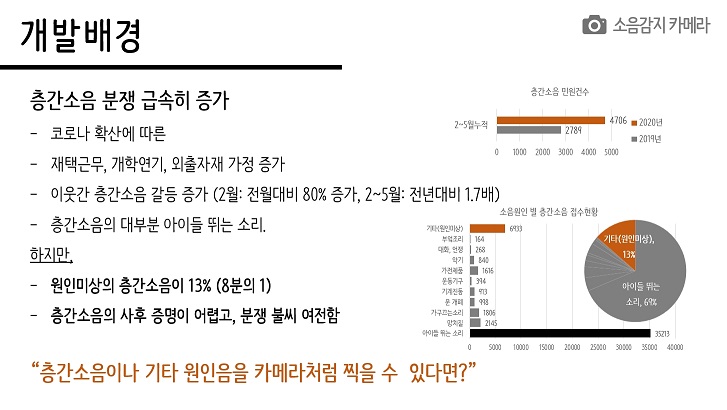 개발배경
소음감지 카메라
층간소음 분쟁 급속히 증가
- 코로나 확산에 따른
- 재택근무, 개학연기, 외출자재 가정 증가
- 이웃간 층간소음 갈등 증가 (2월: 전월대비 80% 증가, 2~5월: 전년대비 1.7배)
- 층간소음의 대부분 아이들 뛰는 소리.
하지만,
- 원인미상의 층간소음이 13% (8분의 1)
- 층간소음의 사후 증명이 어렵고, 분쟁 불씨 여전함
“층간소음이나 기타 원인음을 카메라처럼 찍을 수 있다면?”
층간소음 민원건수
2~5월누적
4706
2789
2020년
2019년
0 1000 2000 3000 4000 5000
소음원인 별 층간소음 접수현황
기타(원인미상) 6933
부엌조리 164
대화, 언쟁 268
악기 840
가전제품 1616
운동기구 394
기계진동 913
문 개폐 998
가구끄는소리 1806
망치질 2145
아이들 뛰는 소리 35213
0 5000 10000 15000 20000 25000 30000 35000 40000
기타(원인미상),
13%
아이들 뛰는
소리, 69%